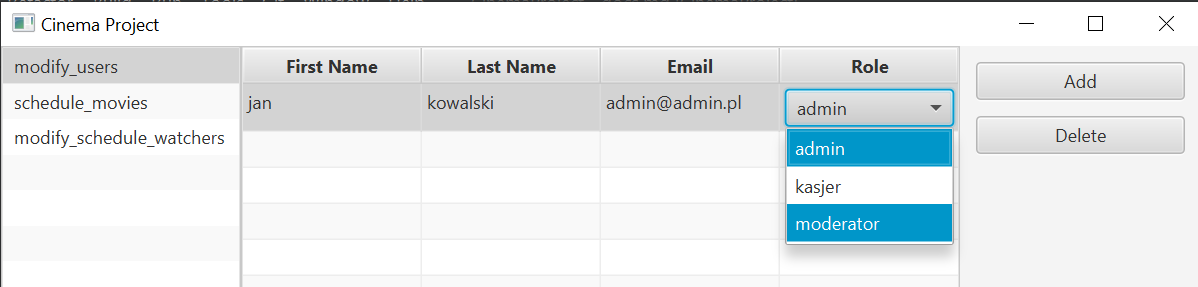 Cinema Project
modify_users
schedule_movies
modify_schedule_watchers
First Name Last Name Email Role
jan kowalski admin@admin.pl admin
admin
kasjer
moderator
Add
Delete